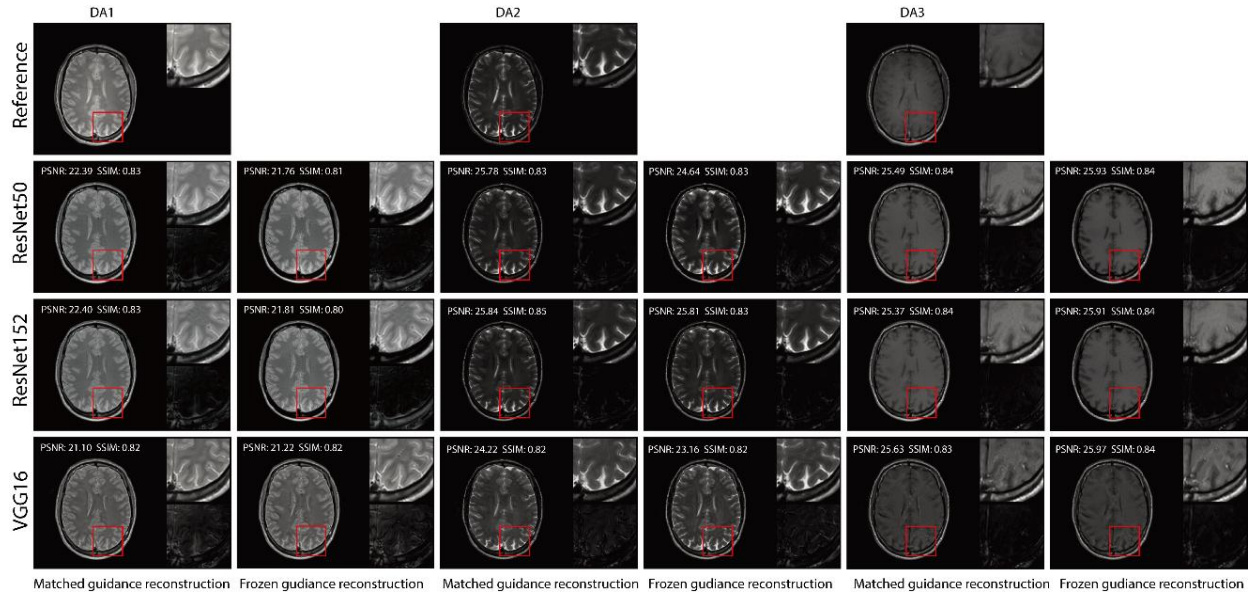 DA1 DA2 DA3
Reference
ResNet50
PSNR: 22.39 SSIM: 0.83 PSNR: 21.76 SSIM: 0.81 PSNR: 25.78 SSIM: 0.83 PSNR: 24.64 SSIM: 0.83 PSNR: 25.49 SSIM: 0.84 PSNR: 25.93 SSIM: 0.84
ResNet152
PSNR: 22.40 SSIM: 0.83 PSNR: 21.81 SSIM: 0.80 PSNR: 25.84 SSIM: 0.85 PSNR: 25.81 SSIM: 0.83 PSNR: 25.37 SSIM: 0.84 PSNR: 25.91 SSIM: 0.84
VGG16
PSNR: 21.10 SSIM: 0.82 PSNR: 21.22 SSIM: 0.82 PSNR: 24.22 SSIM: 0.82 PSNR: 23.16 SSIM: 0.82 PSNR: 25.63 SSIM: 0.83 PSNR: 25.97 SSIM: 0.84
Matched guidance reconstruction Frozen gudiance reconstruction Matched guidance reconstruction Frozen gudiance reconstruction Matched guidance reconstruction Frozen gudiance reconstruction